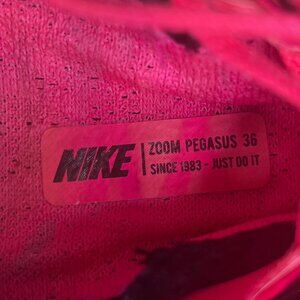 NIKE
ZOOM PEGASUS 36
SINCE 1983 - JUST DO IT